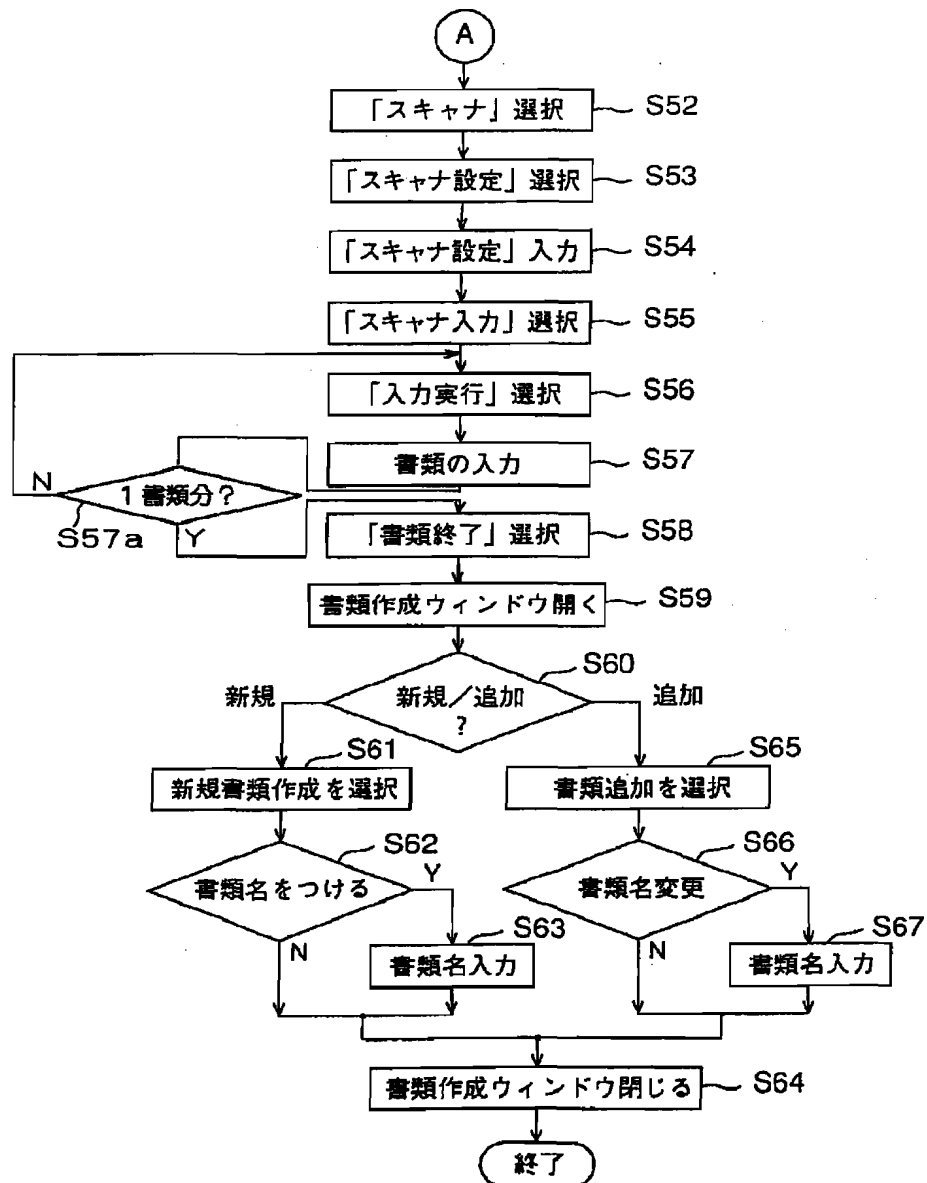 A
「スキャナ」選択 S52
「スキャナ設定」選択 S53
「スキャナ設定」入力 S54
「スキャナ入力」選択 S55
「入力実行」選択 S56
書類の入力 S57
N 1書類分?
S57a Y
「書類終了」選択 S58
書類作成ウィンドウ開く S59
S60
新規 新規/追加 追加
?
S61 S65
新規書類作成を選択 書類追加を選択
S62 S66
書類名をつける Y 書類名変更 Y
N S63 N S67
書類名入力 書類名入力
書類作成ウィンドウ閉じる S64
終了